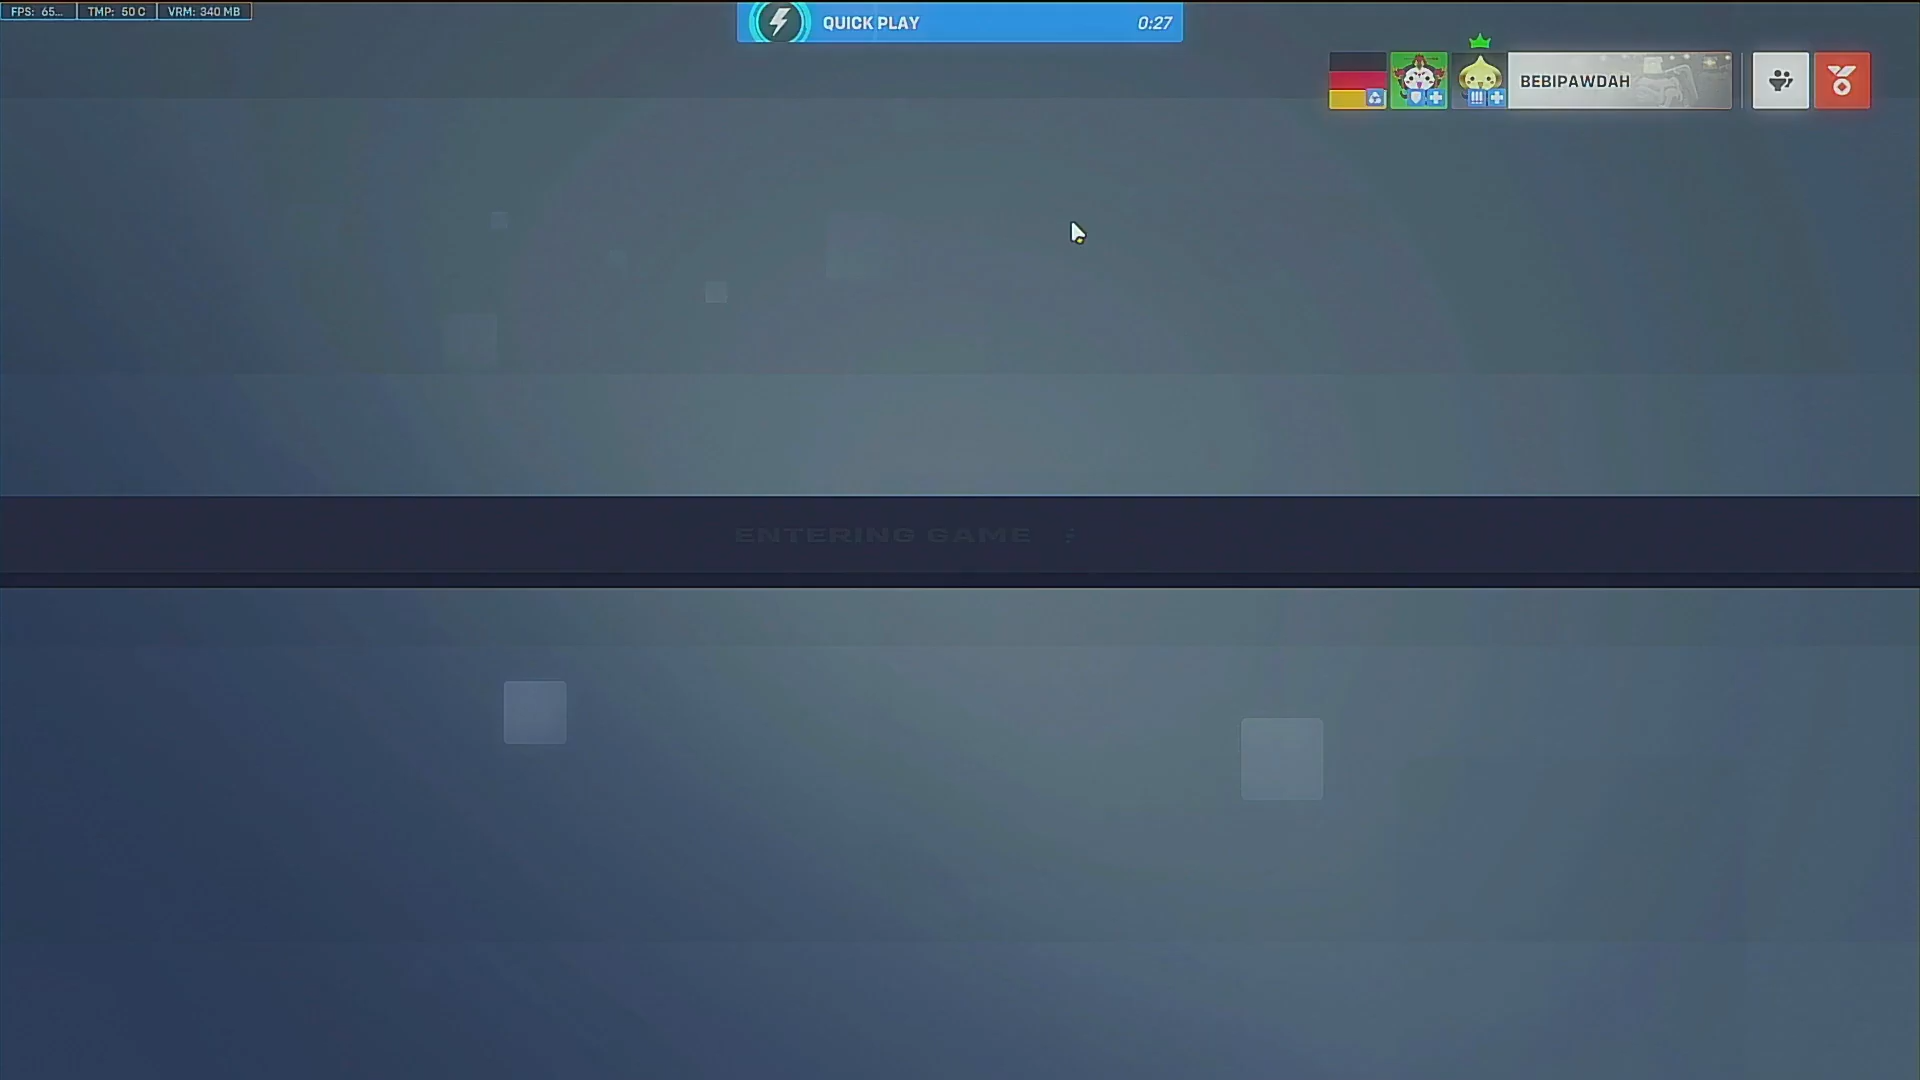 FPS: 65... TMP: 50 C VRM: 340 MB
QUICK PLAY 0:27
BEBIPAWDAH
ENTERING GAME